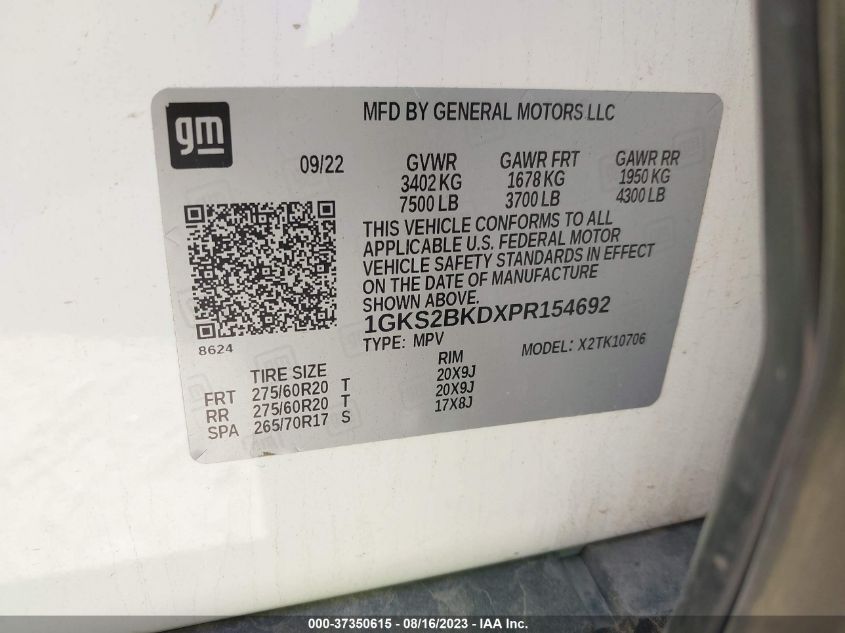 gm
MFD BY GENERAL MOTORS LLC
09/22 GVWR GAWR FRT GAWR RR
3402 KG 1678 KG 1950 KG
7500 LB 3700 LB 4300 LB
THIS VEHICLE CONFORMS TO ALL
APPLICABLE U.S. FEDERAL MOTOR
VEHICLE SAFETY STANDARDS IN EFFECT
ON THE DATE OF MANUFACTURE
SHOWN ABOVE.
1GKS2BKDXPR154692
8624
TYPE: MPV MODEL: X2TK10706
TIRE SIZE RIM
FRT 275/60R20 T 20X9J
RR 275/60R20 T 20X9J
SPA 265/70R17 S 17X8J
000-37350615 - 08/16/2023 - IAA Inc.